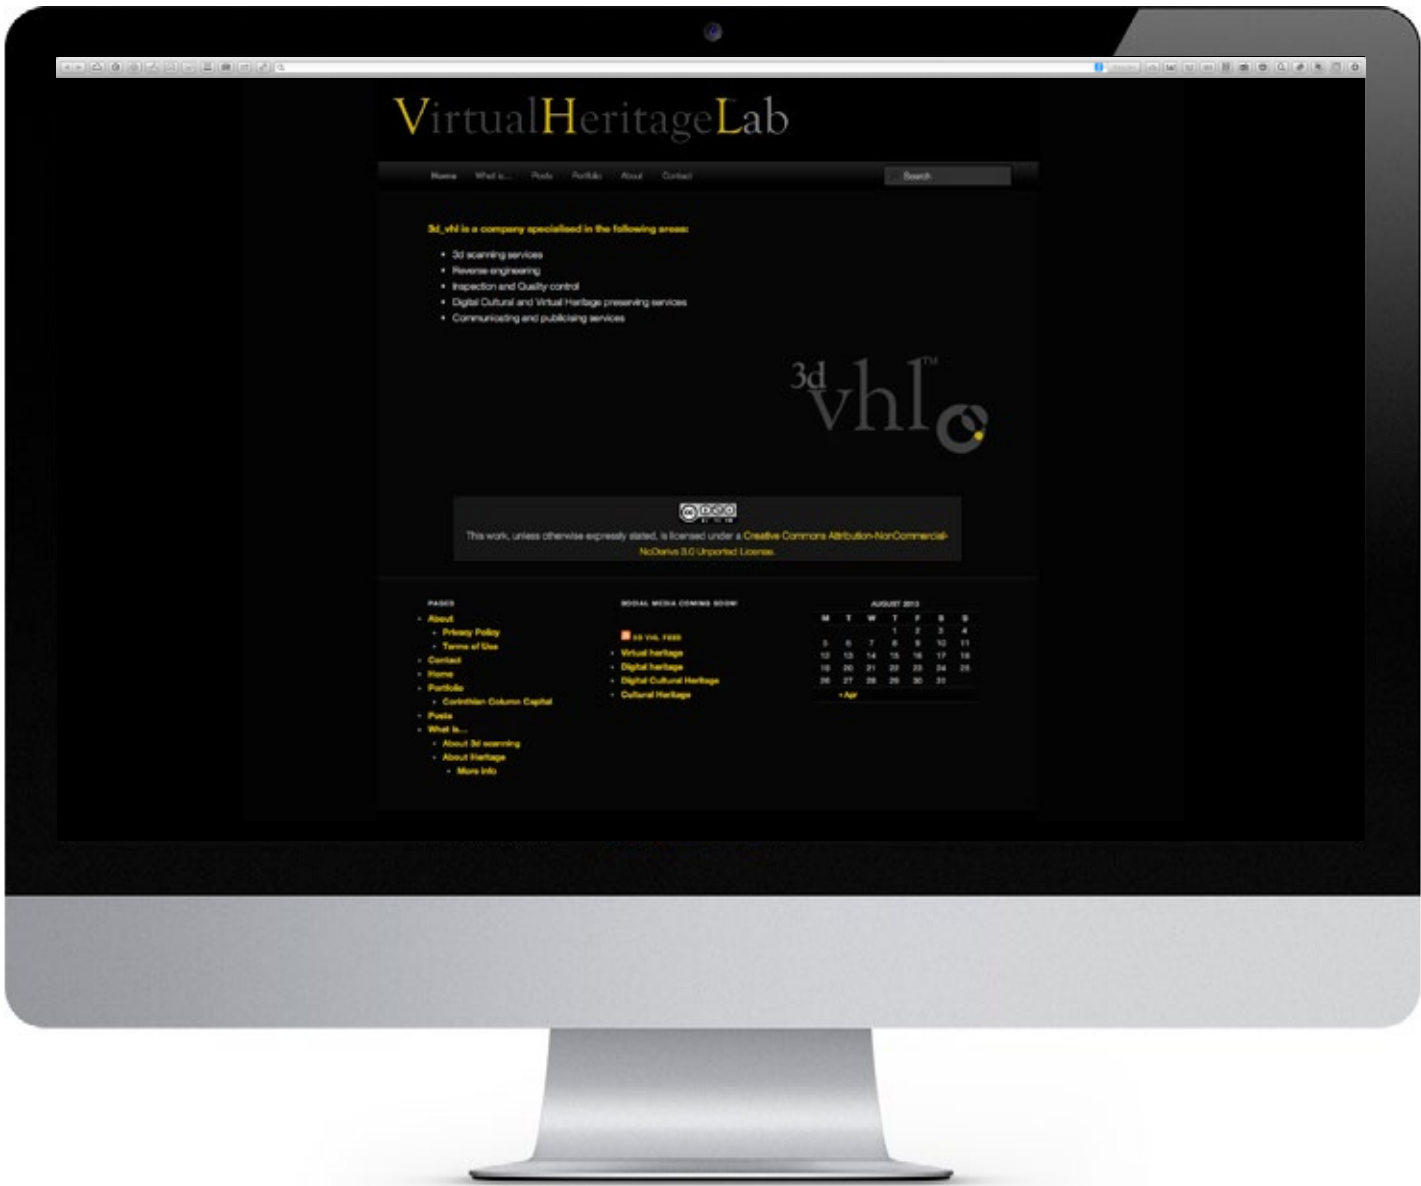 VirtualHeritageLab
Home What is... Posts Portfolio About Contact Search
3d_vhl is a company specialised in the following areas:
• 3d scanning services
• Reverse engineering
• Inspection and Quality control
• Digital Cultural and Virtual Heritage preserving services
• Communicating and publicising services
3d vhl™
This work, unless otherwise expressly stated, is licensed under a Creative Commons Attribution-NonCommercial-
NoDerivs 3.0 Unported License.
PAGES
About
Privacy Policy
Terms of Use
Contact
Home
Portfolio
Corinthian Column Capital
Posts
What is...
About 3d scanning
About Heritage
More info
SOCIAL MEDIA COMING SOON!
3D VHL FEED
Virtual heritage
Digital heritage
Digital Cultural Heritage
Cultural Heritage
AUGUST 2013
M T W T F S S
1 2 3 4
5 6 7 8 9 10 11
12 13 14 15 16 17 18
19 20 21 22 23 24 25
26 27 28 29 30 31
« Apr